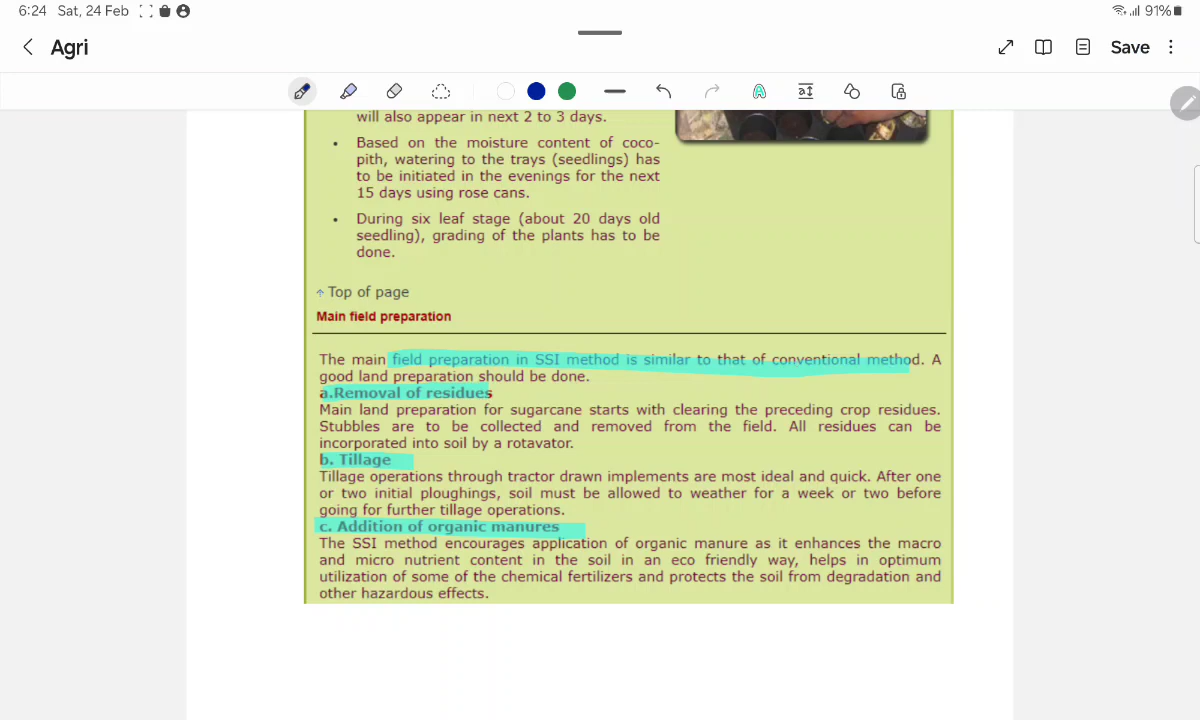 6:24 Sat, 24 Feb
91%
Agri
Save
will also appear in next 2 to 3 days.
• Based on the moisture content of coco-
pith, watering to the trays (seedlings) has
to be initiated in the evenings for the next
15 days using rose cans.
• During six leaf stage (about 20 days old
seedling), grading of the plants has to be
done.
Top of page
Main field preparation
The main field preparation in SSI method is similar to that of conventional method. A
good land preparation should be done.
a.Removal of residues
Main land preparation for sugarcane starts with clearing the preceding crop residues.
Stubbles are to be collected and removed from the field. All residues can be
incorporated into soil by a rotavator.
b. Tillage
Tillage operations through tractor drawn implements are most ideal and quick. After one
or two initial ploughings, soil must be allowed to weather for a week or two before
going for further tillage operations.
c. Addition of organic manures
The SSI method encourages application of organic manure as it enhances the macro
and micro nutrient content in the soil in an eco friendly way, helps in optimum
utilization of some of the chemical fertilizers and protects the soil from degradation and
other hazardous effects.